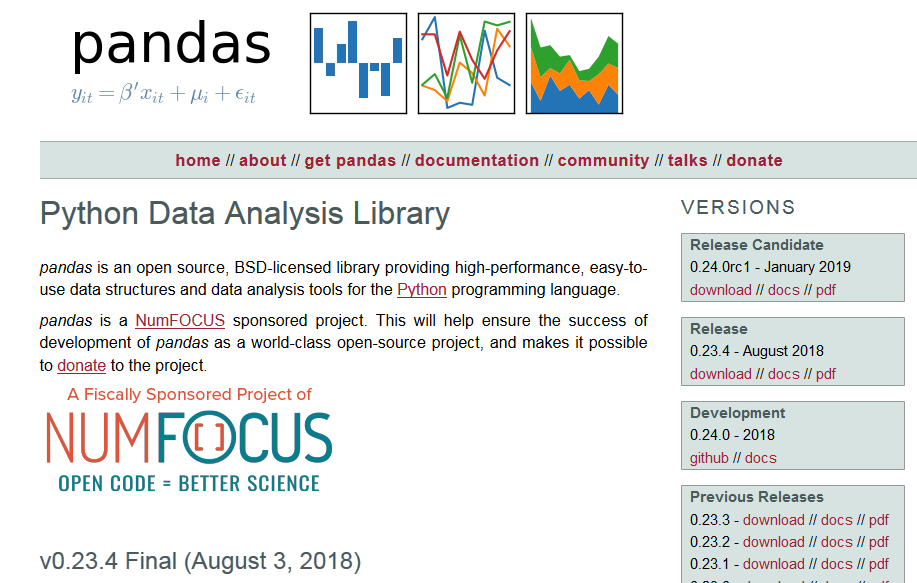 pandas
y_{it} = β′x_{it} + μ_i + ϵ_{it}
home // about // get pandas // documentation // community // talks // donate
Python Data Analysis Library
pandas is an open source, BSD-licensed library providing high-performance, easy-to-
use data structures and data analysis tools for the Python programming language.
pandas is a NumFOCUS sponsored project. This will help ensure the success of
development of pandas as a world-class open-source project, and makes it possible
to donate to the project.
A Fiscally Sponsored Project of
NUMFOCUS
OPEN CODE = BETTER SCIENCE
v0.23.4 Final (August 3, 2018)
VERSIONS
Release Candidate
0.24.0rc1 - January 2019
download // docs // pdf
Release
0.23.4 - August 2018
download // docs // pdf
Development
0.24.0 - 2018
github // docs
Previous Releases
0.23.3 - download // docs // pdf
0.23.2 - download // docs // pdf
0.23.1 - download // docs // pdf